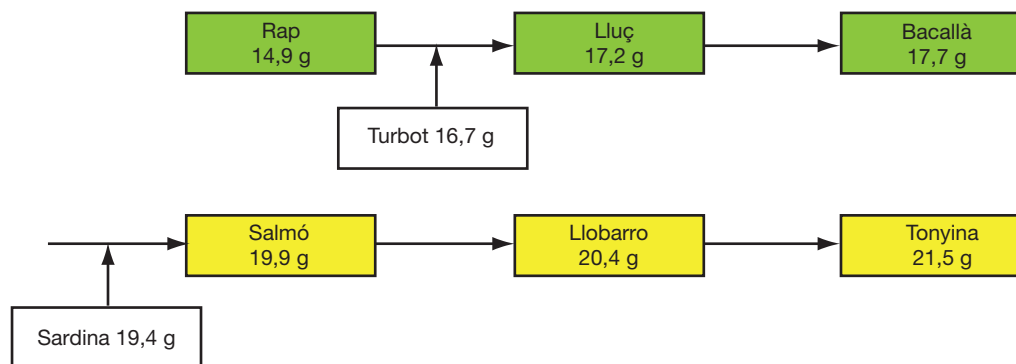 Rap
14,9 g
Lluç
17,2 g
Bacallà
17,7 g
Turbot 16,7 g
Salmó
19,9 g
Llobarro
20,4 g
Tonyina
21,5 g
Sardina 19,4 g